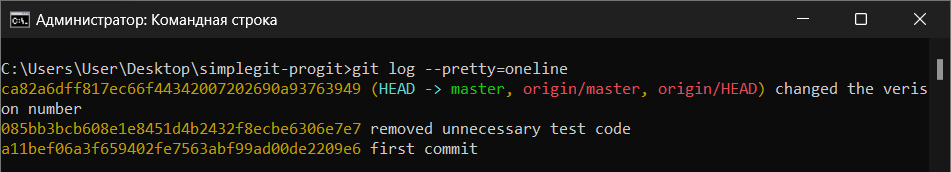 Администратор: Командная строка
C:\Users\User\Desktop\simplegit-progit>git log --pretty=oneline
ca82a6dff817ec66f44342007202690a93763949 (HEAD -> master, origin/master, origin/HEAD) changed the veris
on number
085bb3bcb608e1e8451d4b2432f8ecbe6306e7e7 removed unnecessary test code
a11bef06a3f659402fe7563abf99ad00de2209e6 first commit